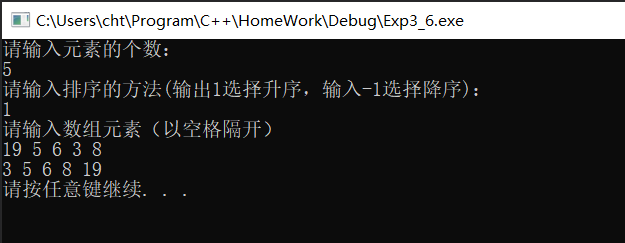 C:\Users\cht\Program\C++\HomeWork\Debug\Exp3_6.exe
请输入元素的个数：
5
请输入排序的方法(输出1选择升序，输入-1选择降序)：
1
请输入数组元素（以空格隔开）
19 5 6 3 8
3 5 6 8 19
请按任意键继续. . .